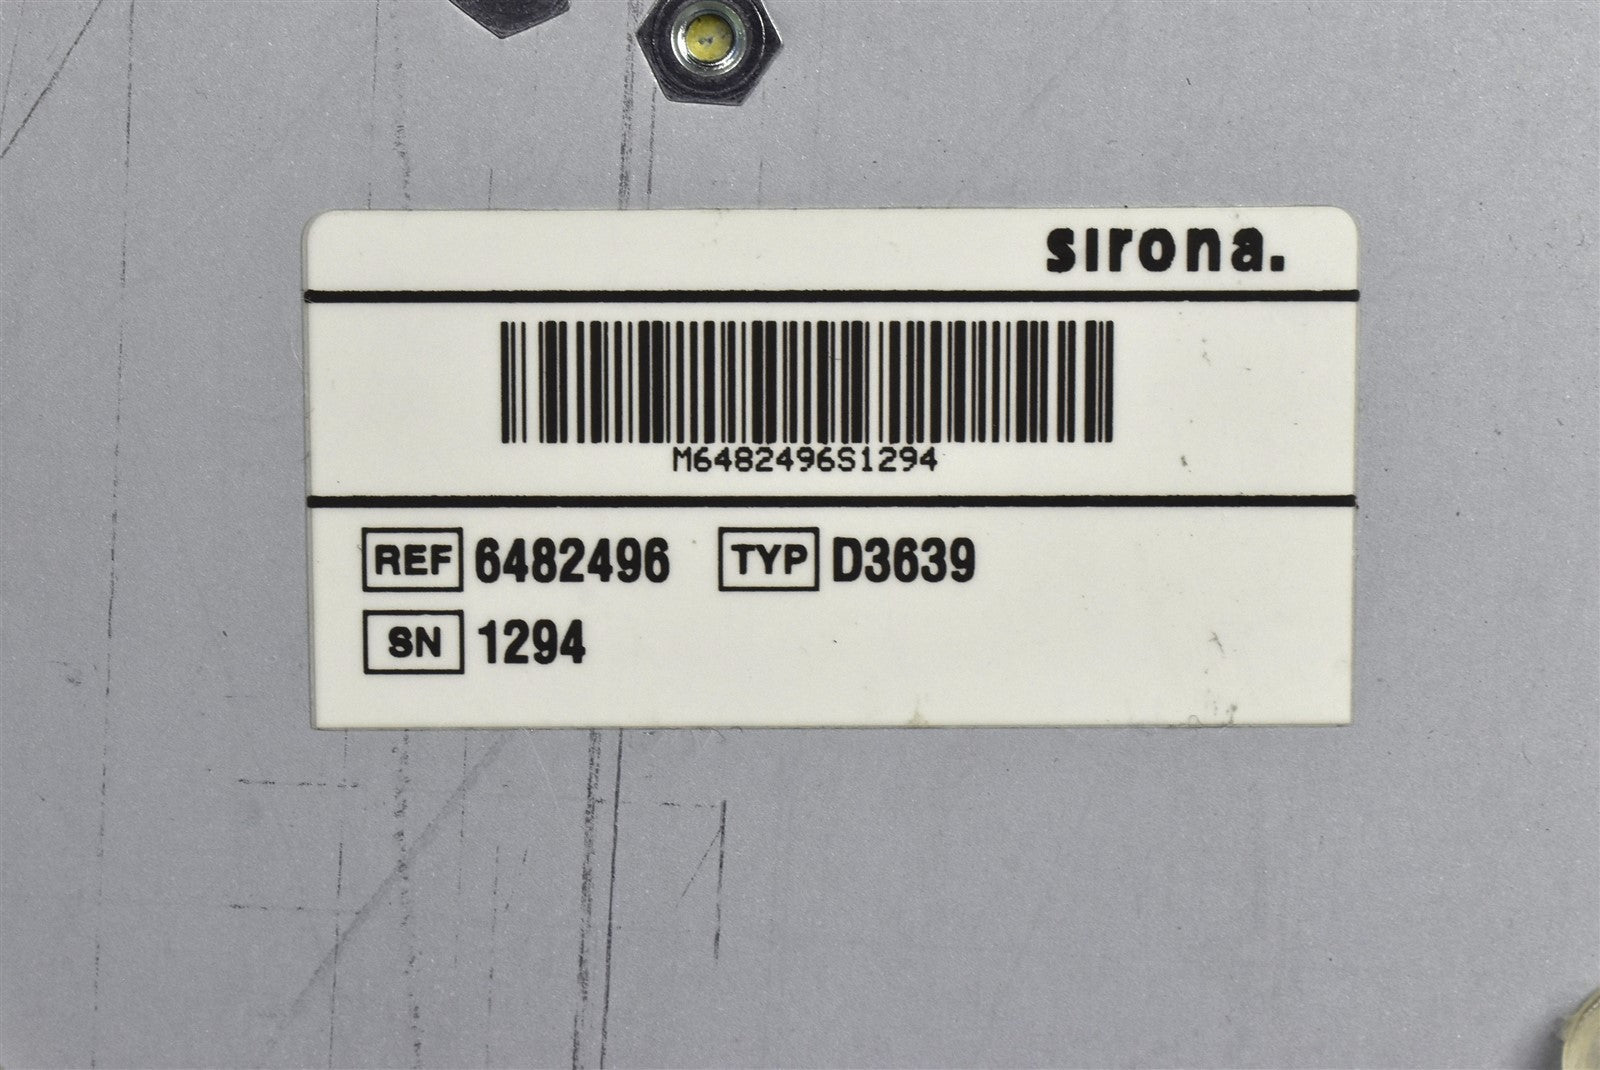 sirona.
M6482496S1294
REF 6482496 TYP D3639
SN 1294